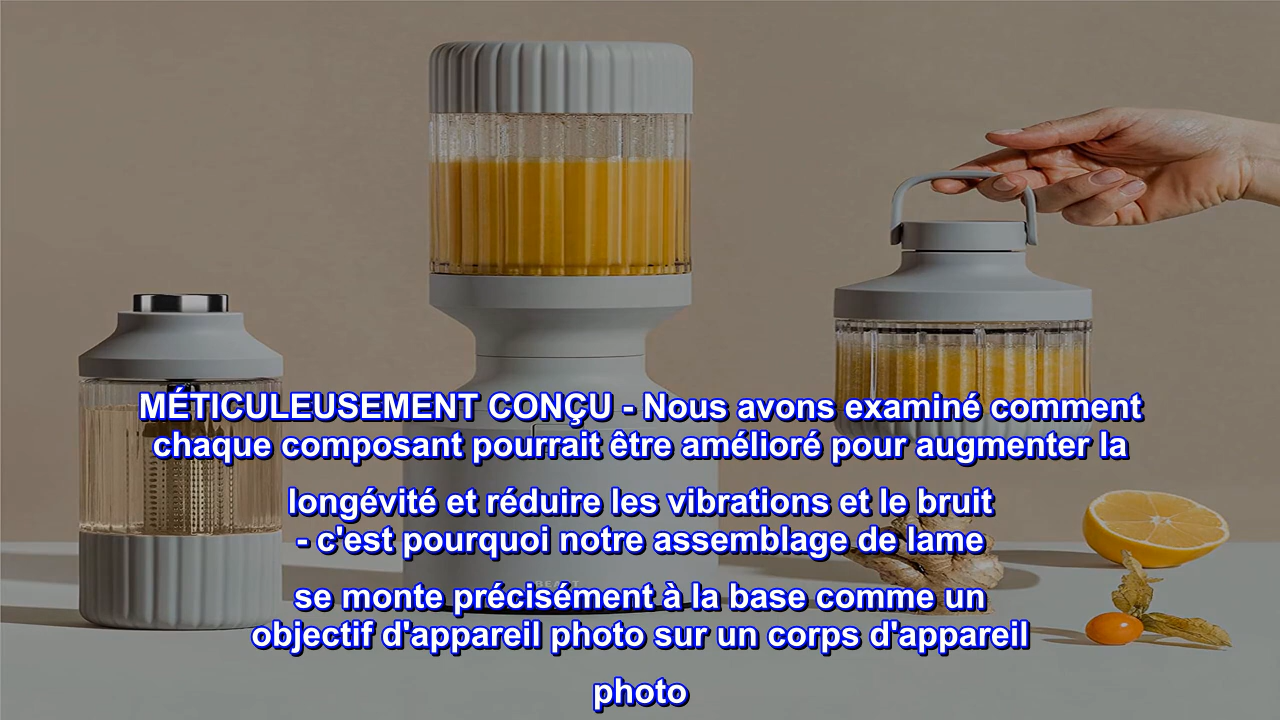 MÉTICULEUSEMENT CONÇU - Nous avons examiné comment
chaque composant pourrait être amélioré pour augmenter la
longévité et réduire les vibrations et le bruit
- c'est pourquoi notre assemblage de lame
se monte précisément à la base comme un
objectif d'appareil photo sur un corps d'appareil
photo